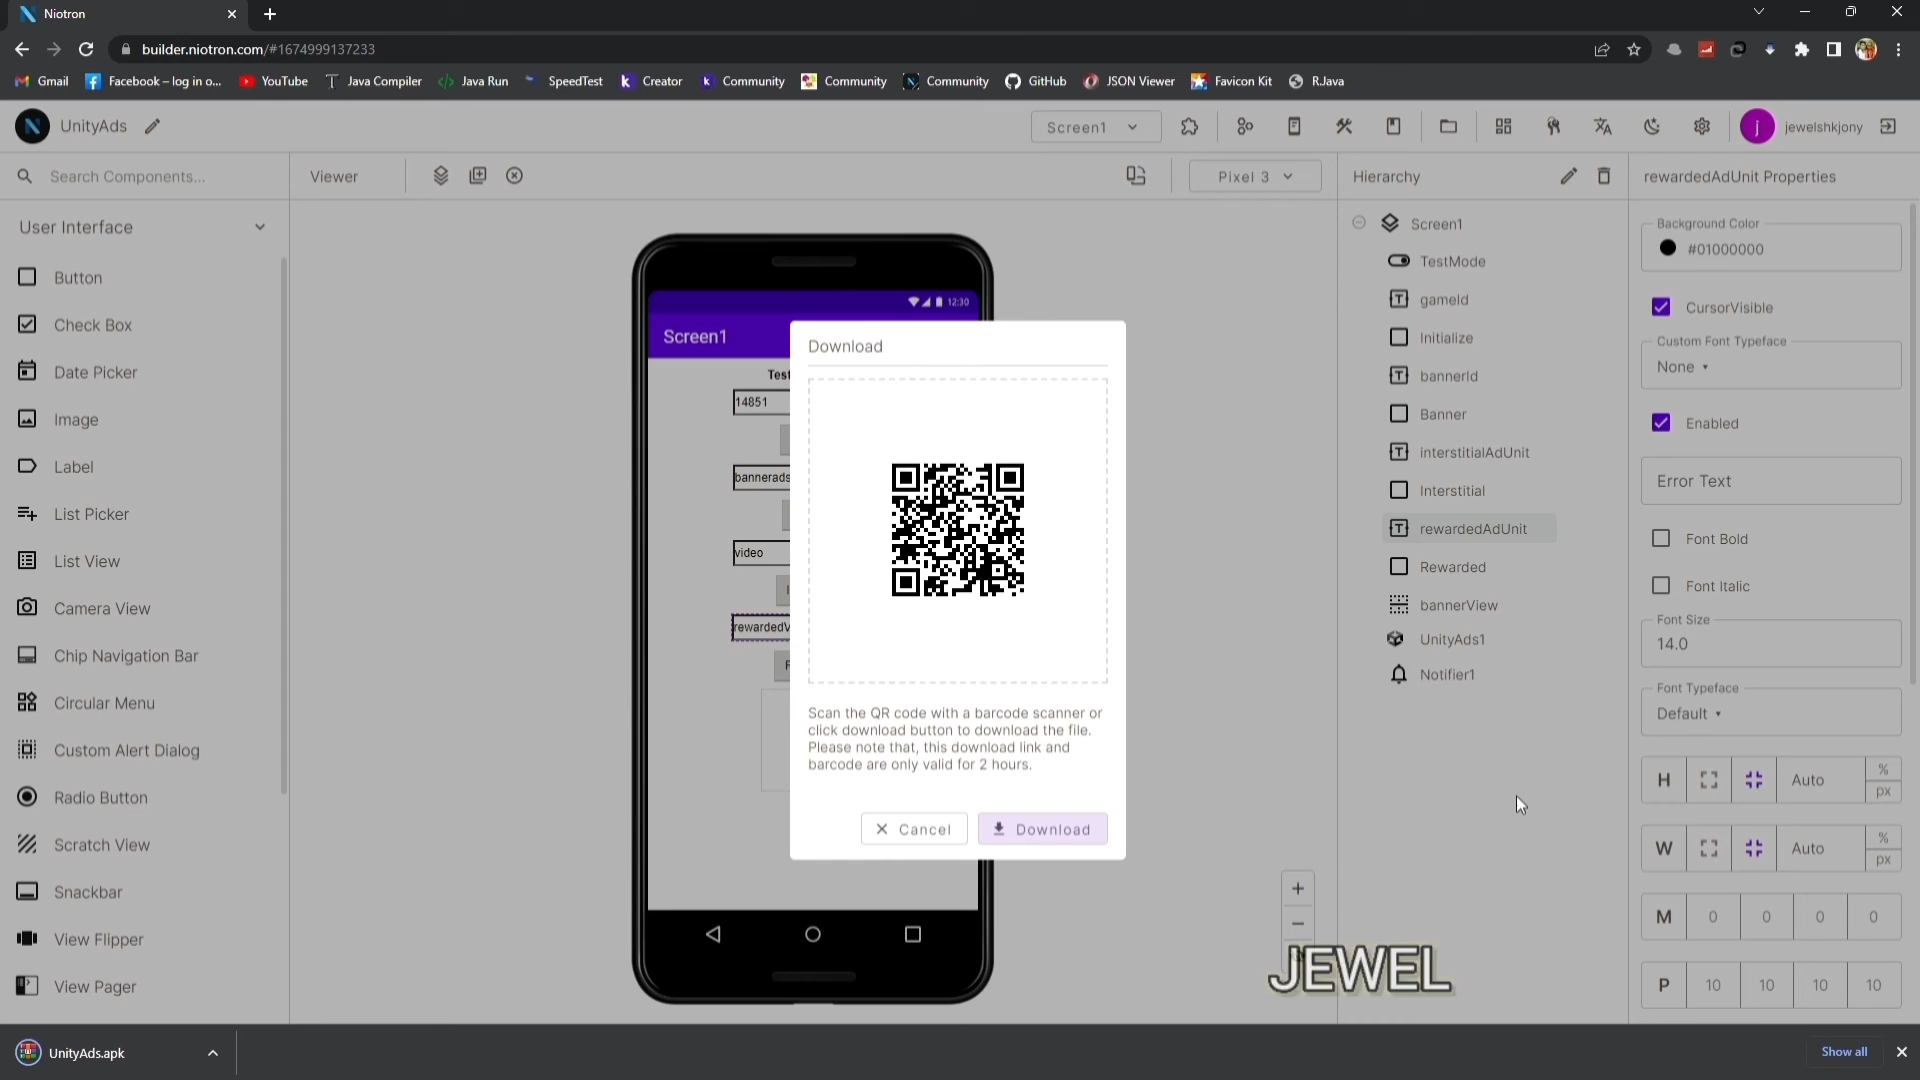 Niotron
builder.niotron.com/#1674999137233
Gmail
Facebook – log in o...
YouTube
Java Compiler
Java Run
SpeedTest
Creator
Community
Community
Community
GitHub
JSON Viewer
Favicon Kit
R.Java
UnityAds
Screen1
j
jewelshkjony
Search Components...
Viewer
Pixel 3
Hierarchy
rewardedAdUnit Properties
User Interface
Button
Check Box
Date Picker
Image
Label
List Picker
List View
Camera View
Chip Navigation Bar
Circular Menu
Custom Alert Dialog
Radio Button
Scratch View
Snackbar
View Flipper
View Pager
12:30
Screen1
Test
14851
bannerads
video
rewardedV
Download
Scan the QR code with a barcode scanner or
click download button to download the file.
Please note that, this download link and
barcode are only valid for 2 hours.
Cancel
Download
Screen1
TestMode
gameId
Initialize
bannerId
Banner
interstitialAdUnit
Interstitial
rewardedAdUnit
Rewarded
bannerView
UnityAds1
Notifier1
Background Color
#01000000
CursorVisible
Custom Font Typeface
None
Enabled
Error Text
Font Bold
Font Italic
Font Size
14.0
Font Typeface
Default
H Auto % px
W Auto % px
M 0 0 0 0
P 10 10 10 10
JEWEL
UnityAds.apk
Show all